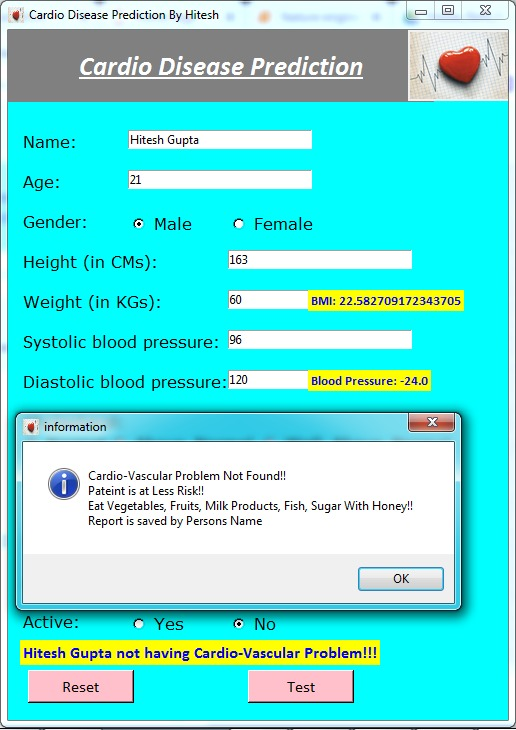 Cardio Disease Prediction By Hitesh
Cardio Disease Prediction
Name: Hitesh Gupta
Age: 21
Gender: Male Female
Height (in CMs): 163
Weight (in KGs): 60 BMI: 22.582709172343705
Systolic blood pressure: 96
Diastolic blood pressure: 120 Blood Pressure: -24.0
information
Cardio-Vascular Problem Not Found!!
Pateint is at Less Risk!!
Eat Vegetables, Fruits, Milk Products, Fish, Sugar With Honey!!
Report is saved by Persons Name
OK
Active: Yes No
Hitesh Gupta not having Cardio-Vascular Problem!!!
Reset Test